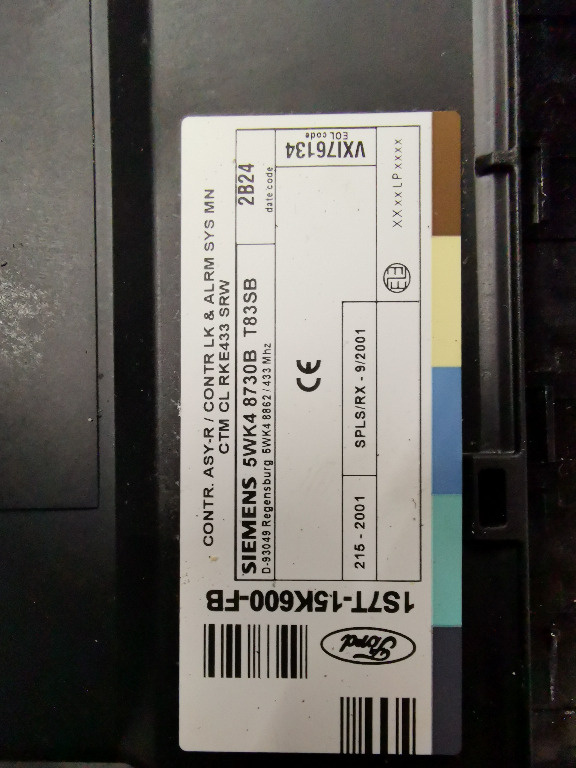 CONTR. ASY-R / CONTR LK & ALRM SYS MN
CTM CL RKE433 SRW
SIEMENS 5WK4 8730B T83SB
D-93049 Regensburg 5WK4 8862 / 433 Mhz
2B24
date code
VXI76134
EOL code
215 - 2001
SPLS/RX - 9/2001
XXxxLPxxxx
CE
1S7T-15K600-FB
Ford